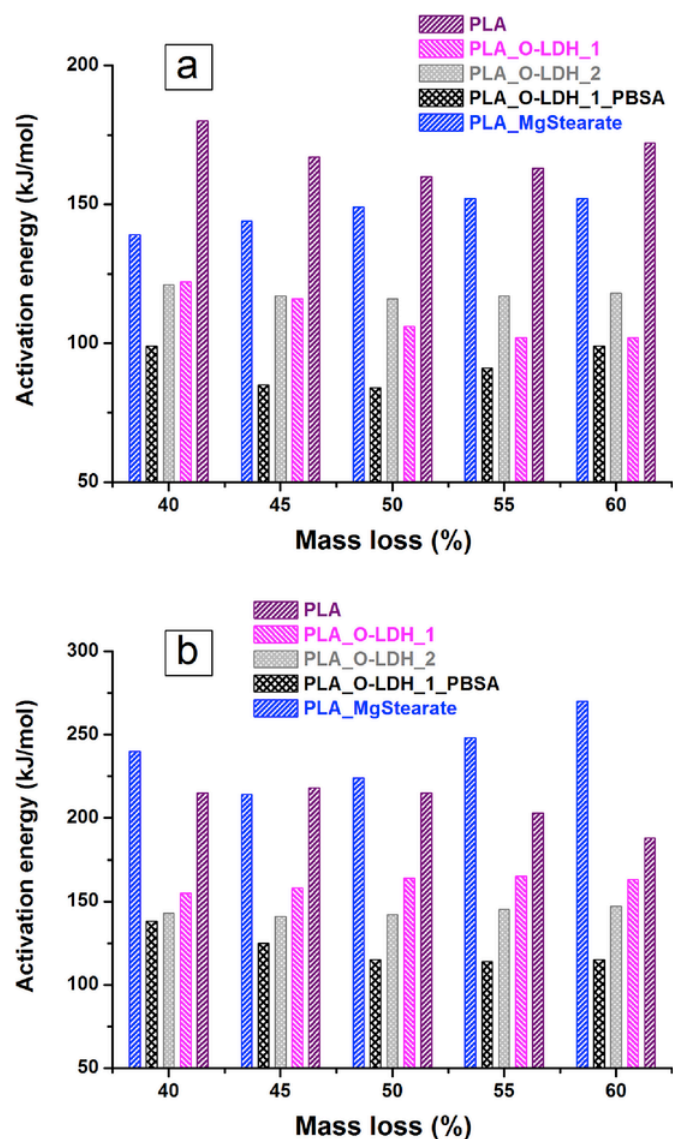 a
PLA
PLA_O-LDH_1
PLA_O-LDH_2
PLA_O-LDH_1_PBSA
PLA_MgStearate
Activation energy (kJ/mol)
200
150
100
50
40 45 50 55 60
Mass loss (%)
b
PLA
PLA_O-LDH_1
PLA_O-LDH_2
PLA_O-LDH_1_PBSA
PLA_MgStearate
Activation energy (kJ/mol)
300
250
200
150
100
50
40 45 50 55 60
Mass loss (%)